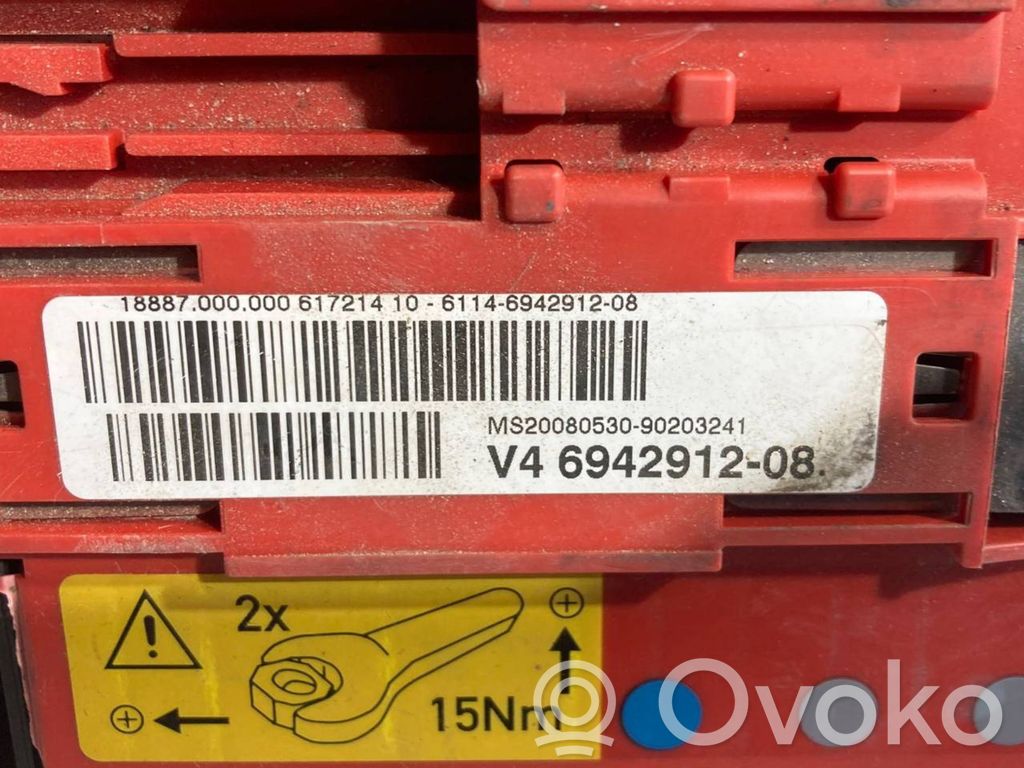 18887.000.000 617214 10 - 6114-6942912-08
MS20080530-90203241
V4 6942912-08.
2x
15Nm
Ovoko